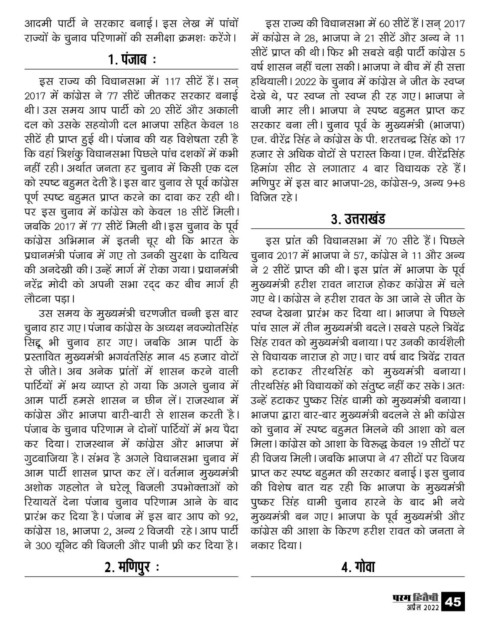 आदमी पार्टी ने सरकार बनाई। इस लेख में पांचों
राज्यों के चुनाव परिणामों की समीक्षा क्रमशः करेंगे।
1. पंजाब :
इस राज्य की विधानसभा में 117 सीटें हैं। सन्
2017 में कांग्रेस ने 77 सीटें जीतकर सरकार बनाई
थी। उस समय आप पार्टी को 20 सीटें और अकाली
दल को उसके सहयोगी दल भाजपा सहित केवल 18
सीटें ही प्राप्त हुई थी। पंजाब की यह विशेषता रही है
कि वहां त्रिशंकु विधानसभा पिछले पांच दशकों में कभी
नहीं रही। अर्थात जनता हर चुनाव में किसी एक दल
को स्पष्ट बहुमत देती है। इस बार चुनाव से पूर्व कांग्रेस
पूर्ण स्पष्ट बहुमत प्राप्त करने का दावा कर रही थी।
पर इस चुनाव में कांग्रेस को केवल 18 सीटें मिली।
जबकि 2017 में 77 सीटें मिली थी। इस चुनाव के पूर्व
कांग्रेस अभिमान में इतनी चूर थी कि भारत के
प्रधानमंत्री पंजाब में गए तो उनकी सुरक्षा के दायित्व
की अनदेखी की। उन्हें मार्ग में रोका गया। प्रधानमंत्री
नरेंद्र मोदी को अपनी सभा रद्द कर बीच मार्ग ही
लौटना पड़ा।
उस समय के मुख्यमंत्री चरणजीत चन्नी इस बार
चुनाव हार गए। पंजाब कांग्रेस के अध्यक्ष नवज्योतसिंह
सिद्दू भी चुनाव हार गए। जबकि आम पार्टी के
प्रस्तावित मुख्यमंत्री भगवंतसिंह मान 45 हजार वोटों
से जीते। अब अनेक प्रांतों में शासन करने वाली
पार्टियों में भय व्याप्त हो गया कि अगले चुनाव में
आम पार्टी हमसे शासन न छीन लें। राजस्थान में
कांग्रेस और भाजपा बारी-बारी से शासन करती है।
पंजाब के चुनाव परिणाम ने दोनों पार्टियों में भय पैदा
कर दिया। राजस्थान में कांग्रेस और भाजपा में
गुटबाजिया है। संभव है अगले विधानसभा चुनाव में
आम पार्टी शासन प्राप्त कर लें। वर्तमान मुख्यमंत्री
अशोक गहलोत ने घरेलू बिजली उपभोक्ताओं को
रियायतें देना पंजाब चुनाव परिणाम आने के बाद
प्रारंभ कर दिया है। पंजाब में इस बार आप को 92,
कांग्रेस 18, भाजपा 2, अन्य 2 विजयी रहे। आप पार्टी
ने 300 यूनिट की बिजली और पानी फ्री कर दिया है।
2. मणिपुर :
इस राज्य की विधानसभा में 60 सीटें हैं। सन् 2017
में कांग्रेस ने 28, भाजपा ने 21 सीटें और अन्य ने 11
सीटें प्राप्त की थी। फिर भी सबसे बड़ी पार्टी कांग्रेस 5
वर्ष शासन नहीं चला सकी। भाजपा ने बीच में ही सत्ता
हथियाली। 2022 के चुनाव में कांग्रेस ने जीत के स्वप्न
देखे थे, पर स्वप्न तो स्वप्न ही रह गए। भाजपा ने
बाजी मार ली। भाजपा ने स्पष्ट बहुमत प्राप्त कर
सरकार बना ली। चुनाव पूर्व के मुख्यमंत्री (भाजपा)
एन. वीरेंद्र सिंह ने कांग्रेस के पी. शरतचन्द्र सिंह को 17
हजार से अधिक वोटों से परास्त किया। एन. वीरेंद्रसिंह
हिमांग सीट से लगातार 4 बार विधायक रहे हैं।
मणिपुर में इस बार भाजपा-28, कांग्रेस-9, अन्य 9+8
विजित रहे।
3. उत्तराखंड
इस प्रांत की विधानसभा में 70 सीटे हैं। पिछले
चुनाव 2017 में भाजपा ने 57, कांग्रेस ने 11 और अन्य
ने 2 सीटें प्राप्त की थी। इस प्रांत में भाजपा के पूर्व
मुख्यमंत्री हरीश रावत नाराज होकर कांग्रेस में चले
गए थे। कांग्रेस ने हरीश रावत के आ जाने से जीत के
स्वप्न देखना प्रारंभ कर दिया था। भाजपा ने पिछले
पांच साल में तीन मुख्यमंत्री बदले। सबसे पहले त्रिवेंद्र
सिंह रावत को मुख्यमंत्री बनाया। पर उनकी कार्यशैली
से विधायक नाराज हो गए। चार वर्ष बाद त्रिवेंद्र रावत
को हटाकर तीरथसिंह को मुख्यमंत्री बनाया।
तीरथसिंह भी विधायकों को संतुष्ट नहीं कर सके। अतः
उन्हें हटाकर पुष्कर सिंह धामी को मुख्यमंत्री बनाया।
भाजपा द्वारा बार-बार मुख्यमंत्री बदलने से भी कांग्रेस
को चुनाव में स्पष्ट बहुमत मिलने की आशा को बल
मिला। कांग्रेस को आशा के विरूद्ध केवल 19 सीटों पर
ही विजय मिली। जबकि भाजपा ने 47 सीटों पर विजय
प्राप्त कर स्पष्ट बहुमत की सरकार बनाई। इस चुनाव
की विशेष बात यह रही कि भाजपा के मुख्यमंत्री
पुष्कर सिंह धामी चुनाव हारने के बाद भी नये
मुख्यमंत्री बन गए। भाजपा के पूर्व मुख्यमंत्री और
कांग्रेस की आशा के किरण हरीश रावत को जनता ने
नकार दिया।
4. गोवा
परम हितैषी
अप्रैल 2022
45